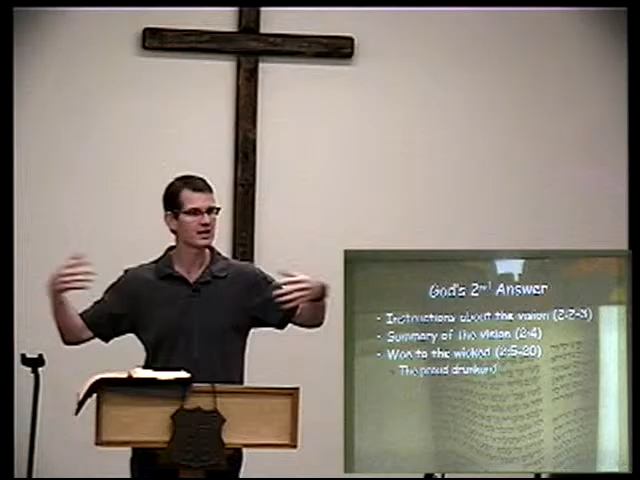 God's 2nd Answer
- Instructions about the vision (2:2-3)
- Summary of the vision (2:4)
- Woe to the wicked (2:5-20)
- The proud drunkard